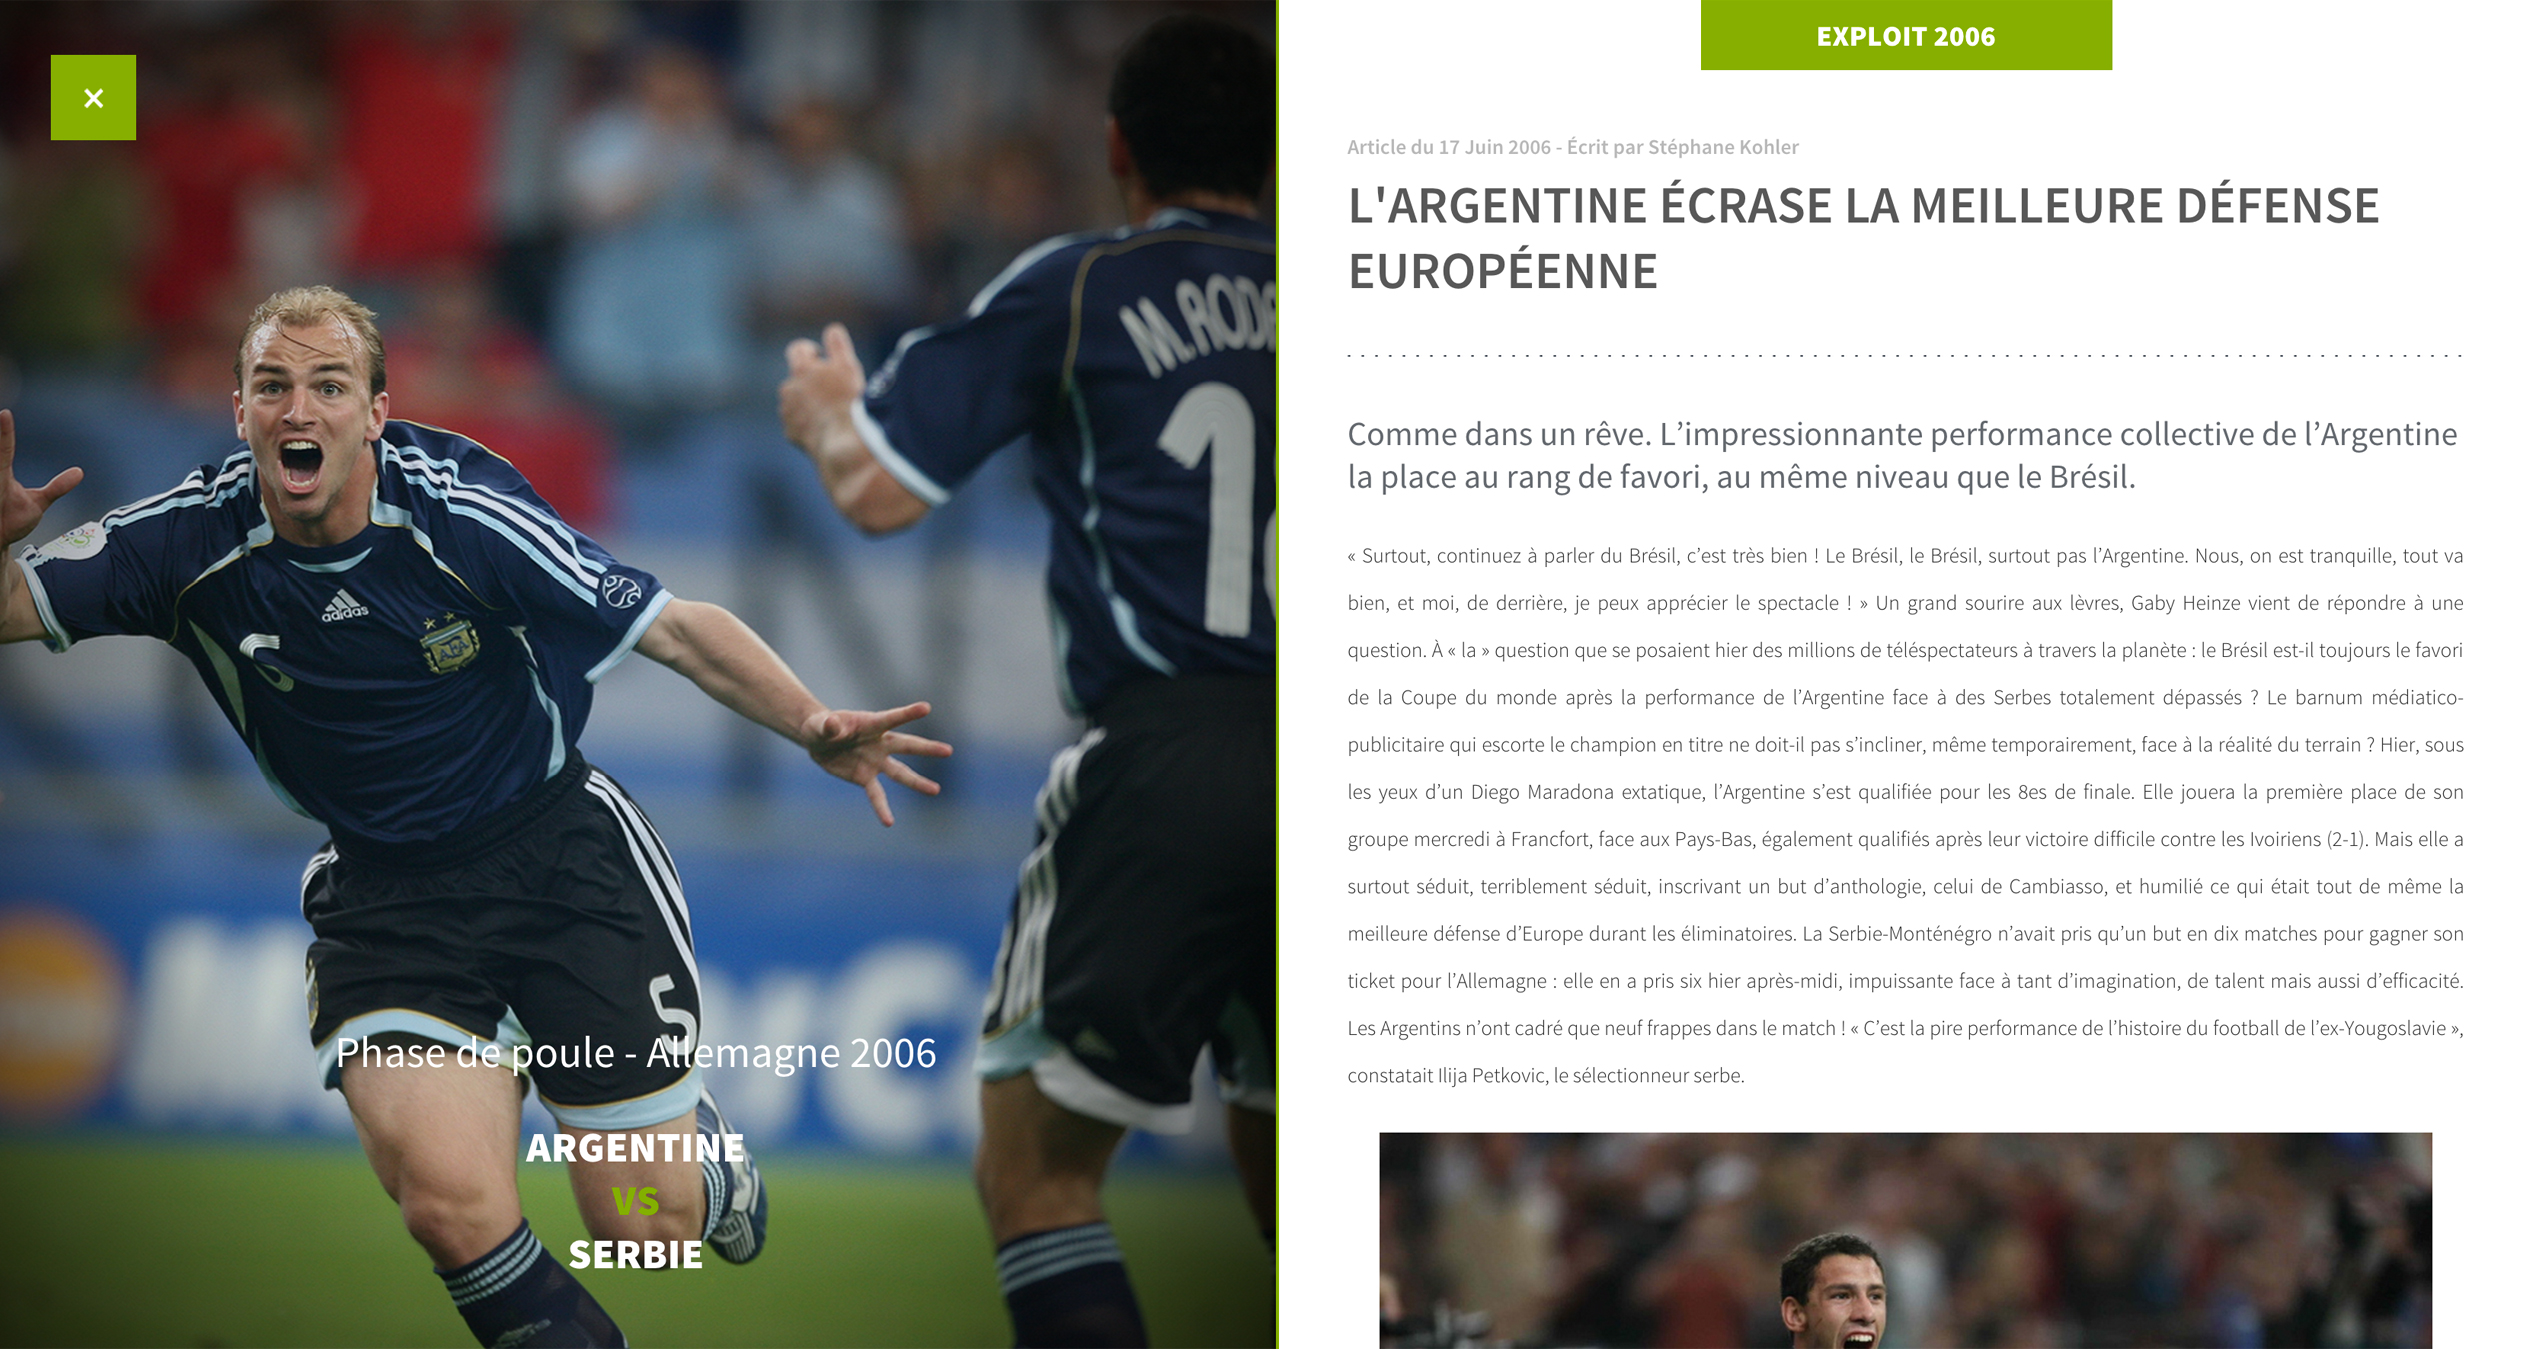 ×
M.ROD
adidas
AFA
5
Phase de poule - Allemagne 2006
ARGENTINE
VS
SERBIE
EXPLOIT 2006
Article du 17 Juin 2006 - Écrit par Stéphane Kohler
L'ARGENTINE ÉCRASE LA MEILLEURE DÉFENSE
EUROPÉENNE
Comme dans un rêve. L’impressionnante performance collective de l’Argentine
la place au rang de favori, au même niveau que le Brésil.
« Surtout, continuez à parler du Brésil, c’est très bien ! Le Brésil, le Brésil, surtout pas l’Argentine. Nous, on est tranquille, tout va
bien, et moi, de derrière, je peux apprécier le spectacle ! » Un grand sourire aux lèvres, Gaby Heinze vient de répondre à une
question. À « la » question que se posaient hier des millions de téléspectateurs à travers la planète : le Brésil est-il toujours le favori
de la Coupe du monde après la performance de l’Argentine face à des Serbes totalement dépassés ? Le barnum médiatico-
publicitaire qui escorte le champion en titre ne doit-il pas s’incliner, même temporairement, face à la réalité du terrain ? Hier, sous
les yeux d’un Diego Maradona extatique, l’Argentine s’est qualifiée pour les 8es de finale. Elle jouera la première place de son
groupe mercredi à Francfort, face aux Pays-Bas, également qualifiés après leur victoire difficile contre les Ivoiriens (2-1). Mais elle a
surtout séduit, terriblement séduit, inscrivant un but d’anthologie, celui de Cambiasso, et humilié ce qui était tout de même la
meilleure défense d’Europe durant les éliminatoires. La Serbie-Monténégro n’avait pris qu’un but en dix matches pour gagner son
ticket pour l’Allemagne : elle en a pris six hier après-midi, impuissante face à tant d’imagination, de talent mais aussi d’efficacité.
Les Argentins n’ont cadré que neuf frappes dans le match ! « C’est la pire performance de l’histoire du football de l’ex-Yougoslavie »,
constatait Ilija Petkovic, le sélectionneur serbe.